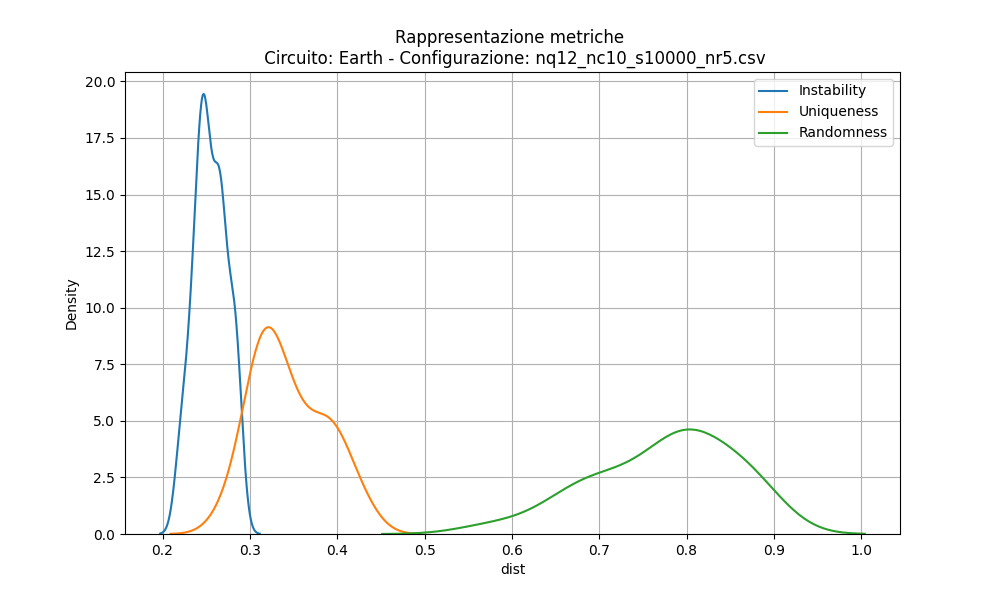 Rappresentazione metriche
Circuito: Earth - Configurazione: nq12_nc10_s10000_nr5.csv
Instability
Uniqueness
Randomness
Density
20.0
17.5
15.0
12.5
10.0
7.5
5.0
2.5
0.0
0.2 0.3 0.4 0.5 0.6 0.7 0.8 0.9 1.0
dist